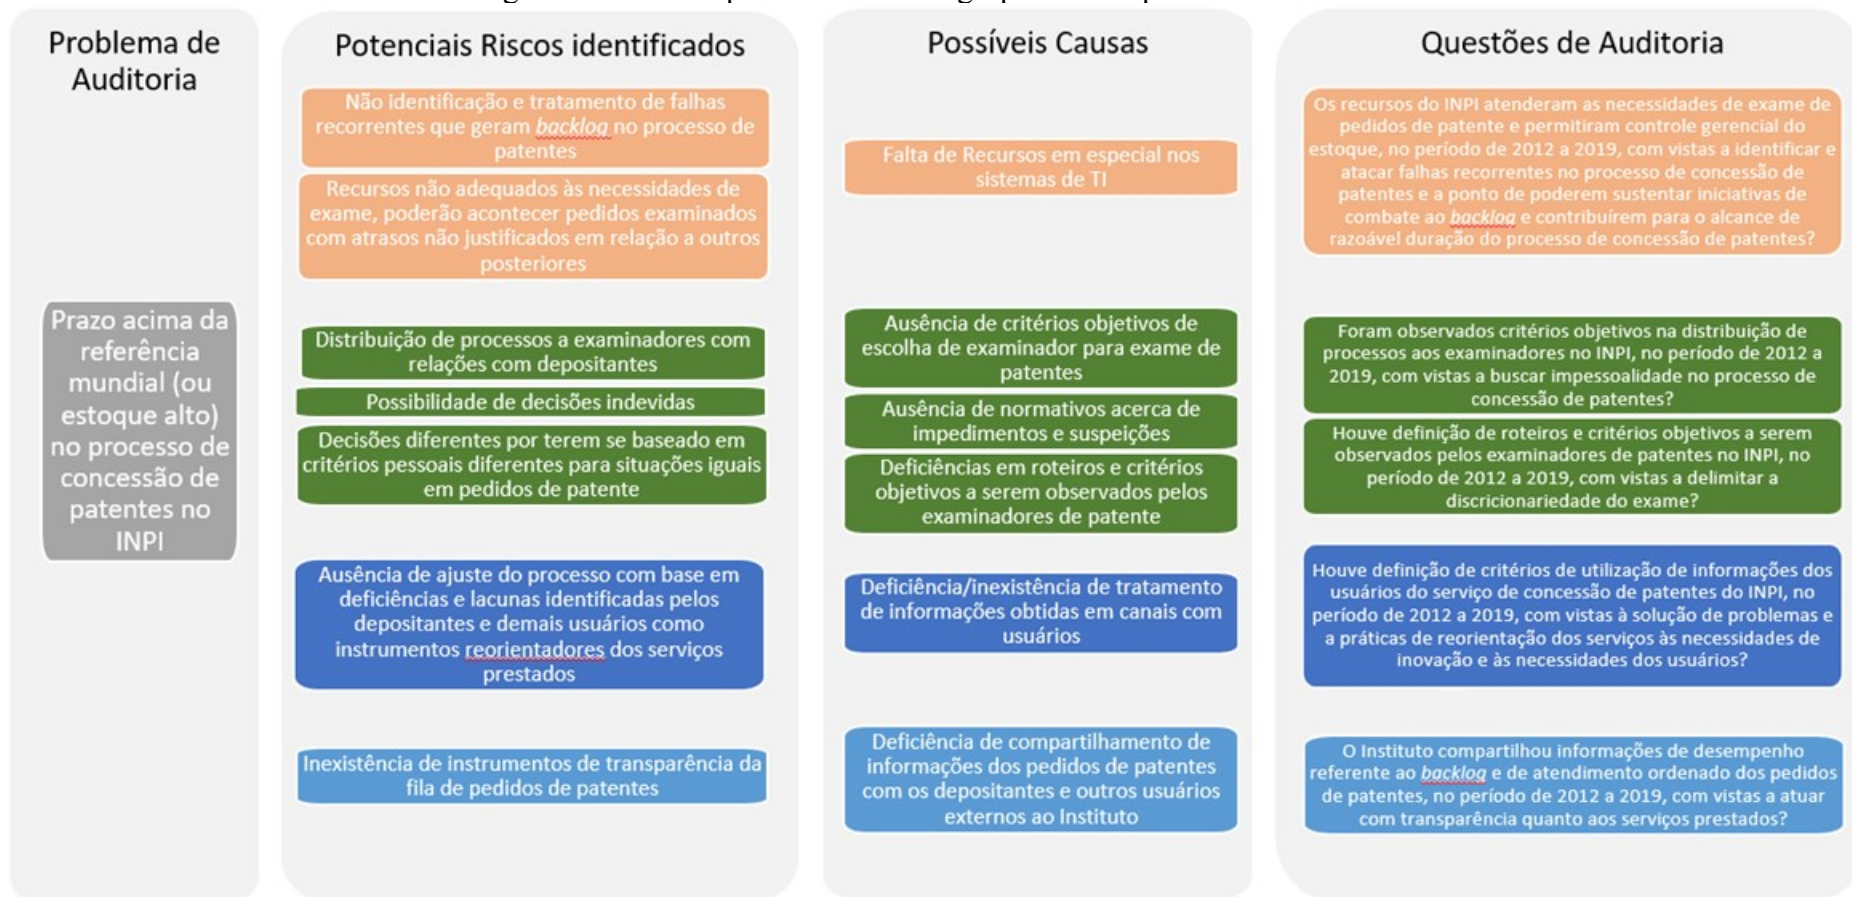 Problema de
Auditoria
Prazo acima da
referência
mundial (ou
estoque alto)
no processo de
concessão de
patentes no
INPI
Potenciais Riscos identificados
Não identificação e tratamento de falhas
recorrentes que geram backlog no processo de
patentes
Recursos não adequados às necessidades de
exame, poderão acontecer pedidos examinados
com atrasos não justificados em relação a outros
posteriores
Distribuição de processos a examinadores com
relações com depositantes
Possibilidade de decisões indevidas
Decisões diferentes por terem se baseado em
critérios pessoais diferentes para situações iguais
em pedidos de patente
Ausência de ajuste do processo com base em
deficiências e lacunas identificadas pelos
depositantes e demais usuários como
instrumentos reorientadores dos serviços
prestados
Inexistência de instrumentos de transparência da
fila de pedidos de patentes
Possíveis Causas
Falta de Recursos em especial nos
sistemas de TI
Ausência de critérios objetivos de
escolha de examinador para exame de
patentes
Ausência de normativos acerca de
impedimentos e suspeições
Deficiências em roteiros e critérios
objetivos a serem observados pelos
examinadores de patente
Deficiência/inexistência de tratamento
de informações obtidas em canais com
usuários
Deficiência de compartilhamento de
informações dos pedidos de patentes
com os depositantes e outros usuários
externos ao Instituto
Questões de Auditoria
Os recursos do INPI atenderam as necessidades de exame de
pedidos de patente e permitiram controle gerencial do
estoque, no período de 2012 a 2019, com vistas a identificar e
atacar falhas recorrentes no processo de concessão de
patentes e a ponto de poderem sustentar iniciativas de
combate ao backlog e contribuírem para o alcance de
razoável duração do processo de concessão de patentes?
Foram observados critérios objetivos na distribuição de
processos aos examinadores no INPI, no período de 2012 a
2019, com vistas a buscar impessoalidade no processo de
concessão de patentes?
Houve definição de roteiros e critérios objetivos a serem
observados pelos examinadores de patentes no INPI, no
período de 2012 a 2019, com vistas a delimitar a
discricionariedade do exame?
Houve definição de critérios de utilização de informações dos
usuários do serviço de concessão de patentes do INPI, no
período de 2012 a 2019, com vistas à solução de problemas e
a práticas de reorientação dos serviços às necessidades de
inovação e às necessidades dos usuários?
O Instituto compartilhou informações de desempenho
referente ao backlog e de atendimento ordenado dos pedidos
de patentes, no período de 2012 a 2019, com vistas a atuar
com transparência quanto aos serviços prestados?